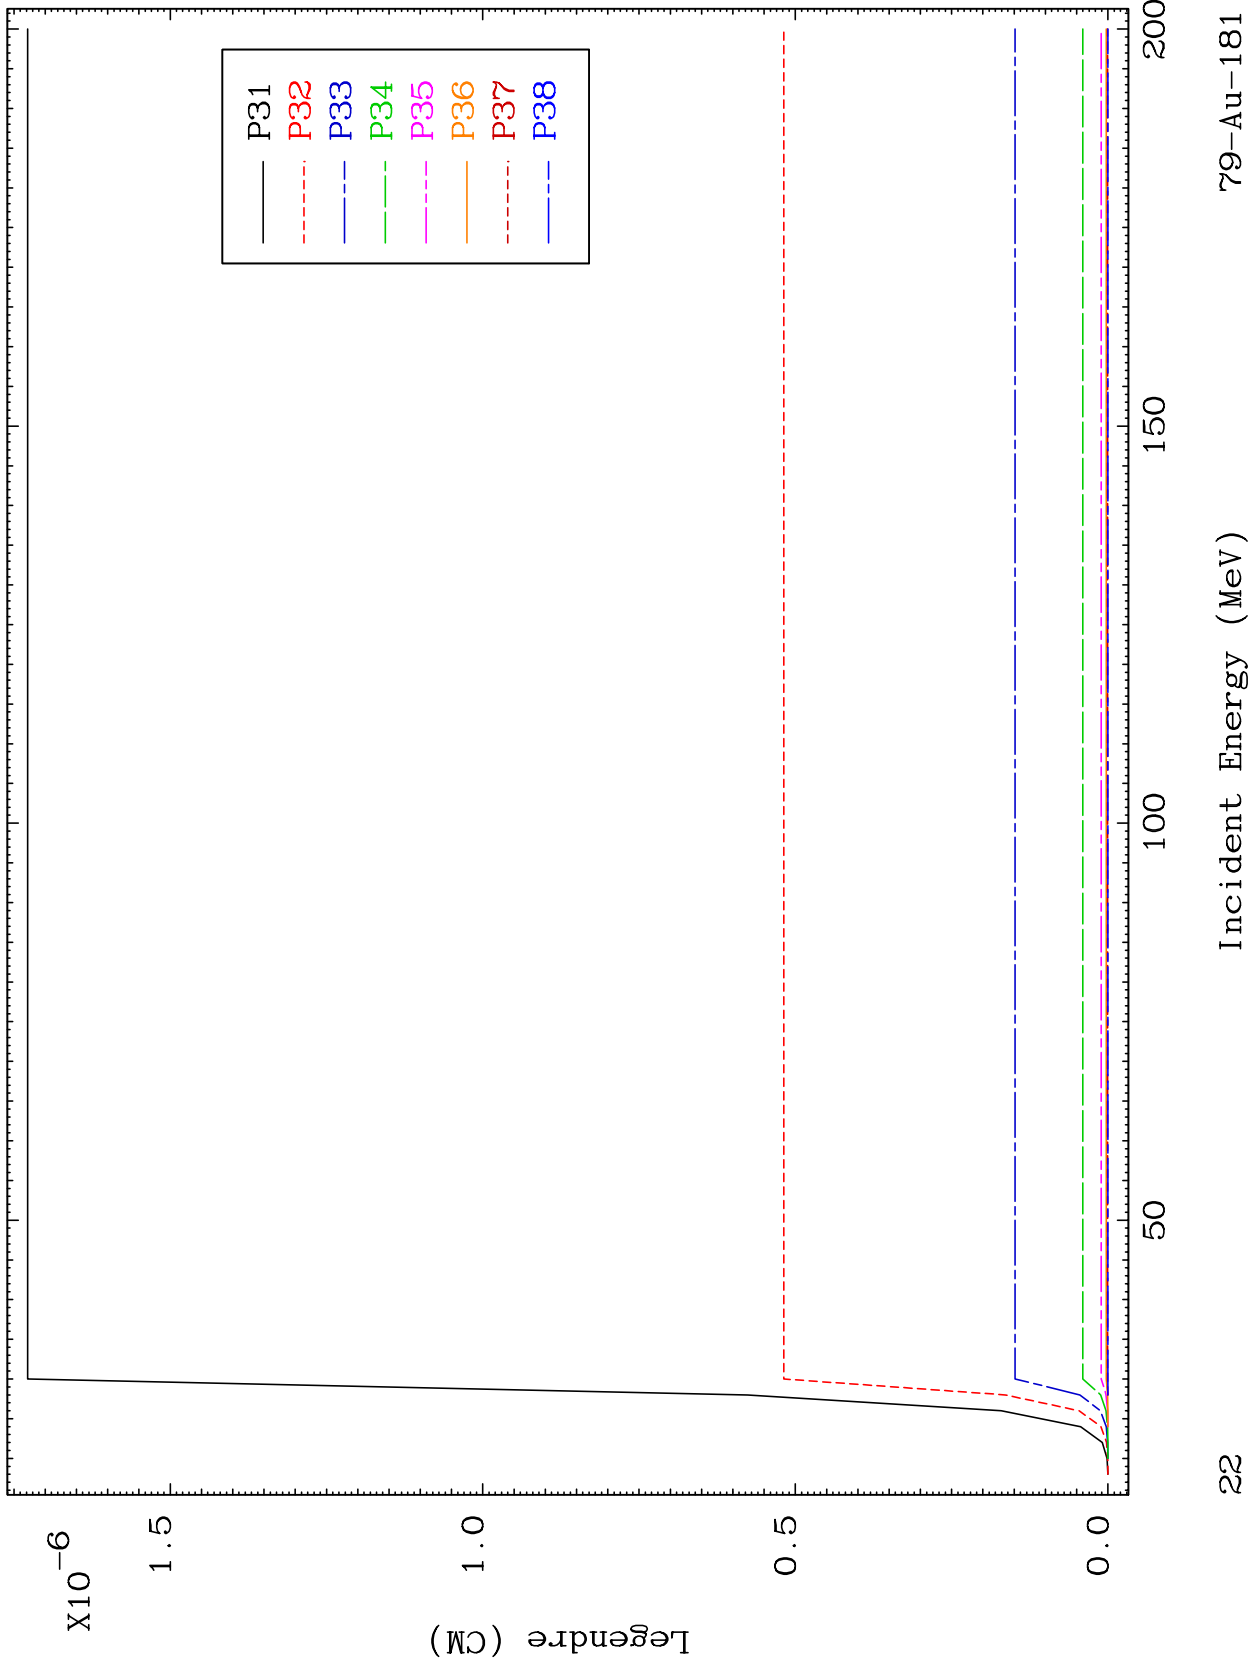 X10-6
1.5
1.0
0.5
0.0
Legendre (CM)
P31
P32
P33
P34
P35
P36
P37
P38
50
100
150
200
22
Incident Energy (MeV)
79-Au-181